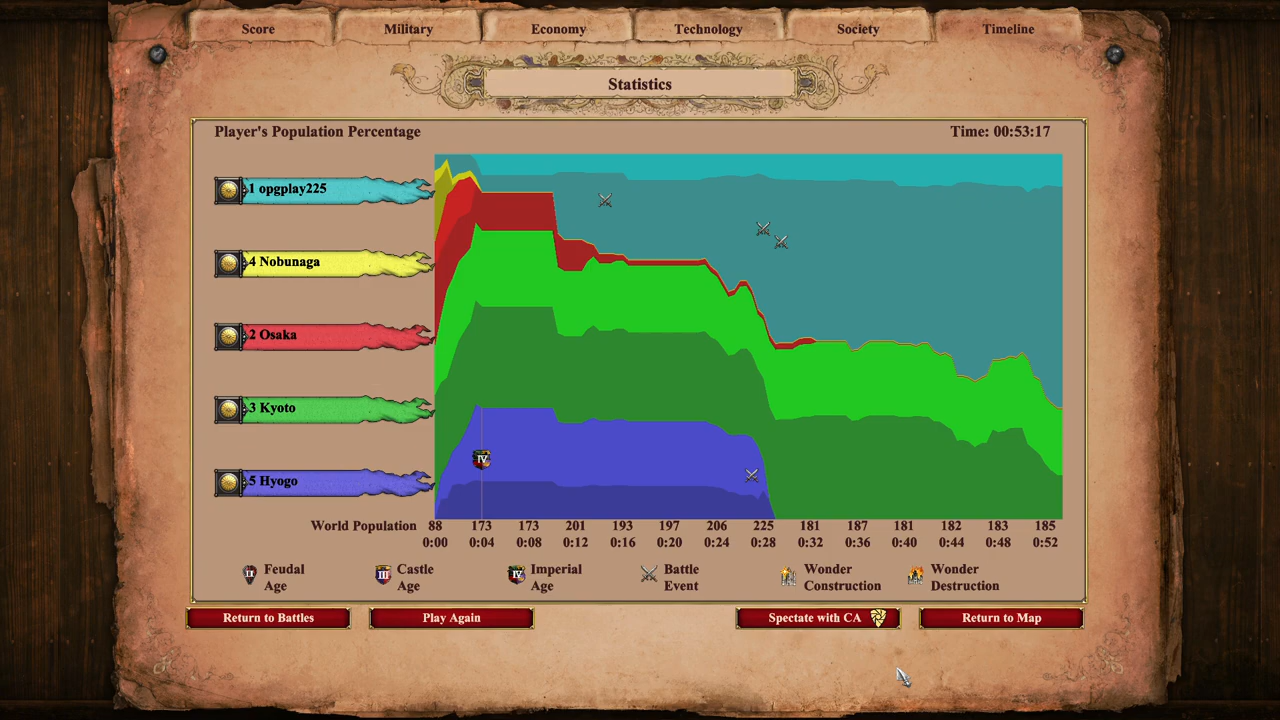 Score Military Economy Technology Society Timeline
Statistics
Player's Population Percentage Time: 00:53:17
1 opgplay225
4 Nobunaga
2 Osaka
3 Kyoto
5 Hyogo
IV
World Population 88 173 173 201 193 197 206 225 181 187 181 182 183 185
0:00 0:04 0:08 0:12 0:16 0:20 0:24 0:28 0:32 0:36 0:40 0:44 0:48 0:52
II Feudal Age
III Castle Age
IV Imperial Age
Battle Event
Wonder Construction
Wonder Destruction
Return to Battles Play Again Spectate with CA Return to Map